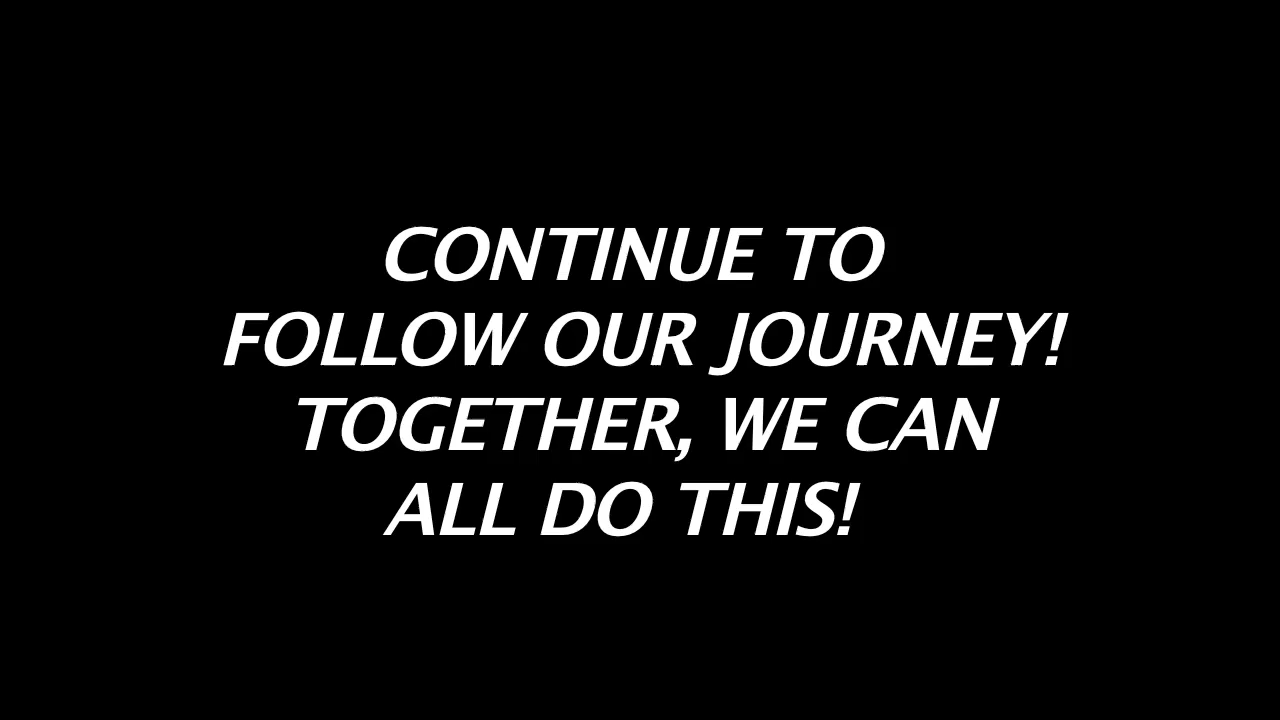 CONTINUE TO
FOLLOW OUR JOURNEY!
TOGETHER, WE CAN
ALL DO THIS!